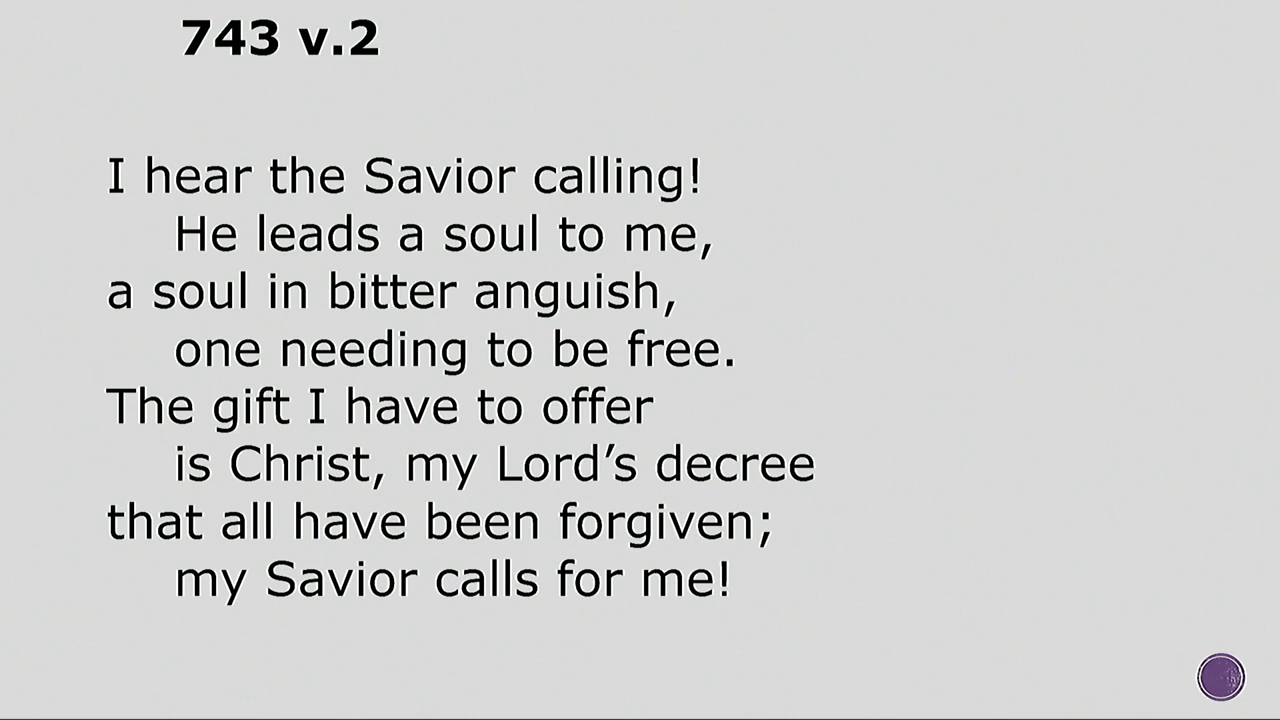 743 v.2
I hear the Savior calling!
He leads a soul to me,
a soul in bitter anguish,
one needing to be free.
The gift I have to offer
is Christ, my Lord’s decree
that all have been forgiven;
my Savior calls for me!